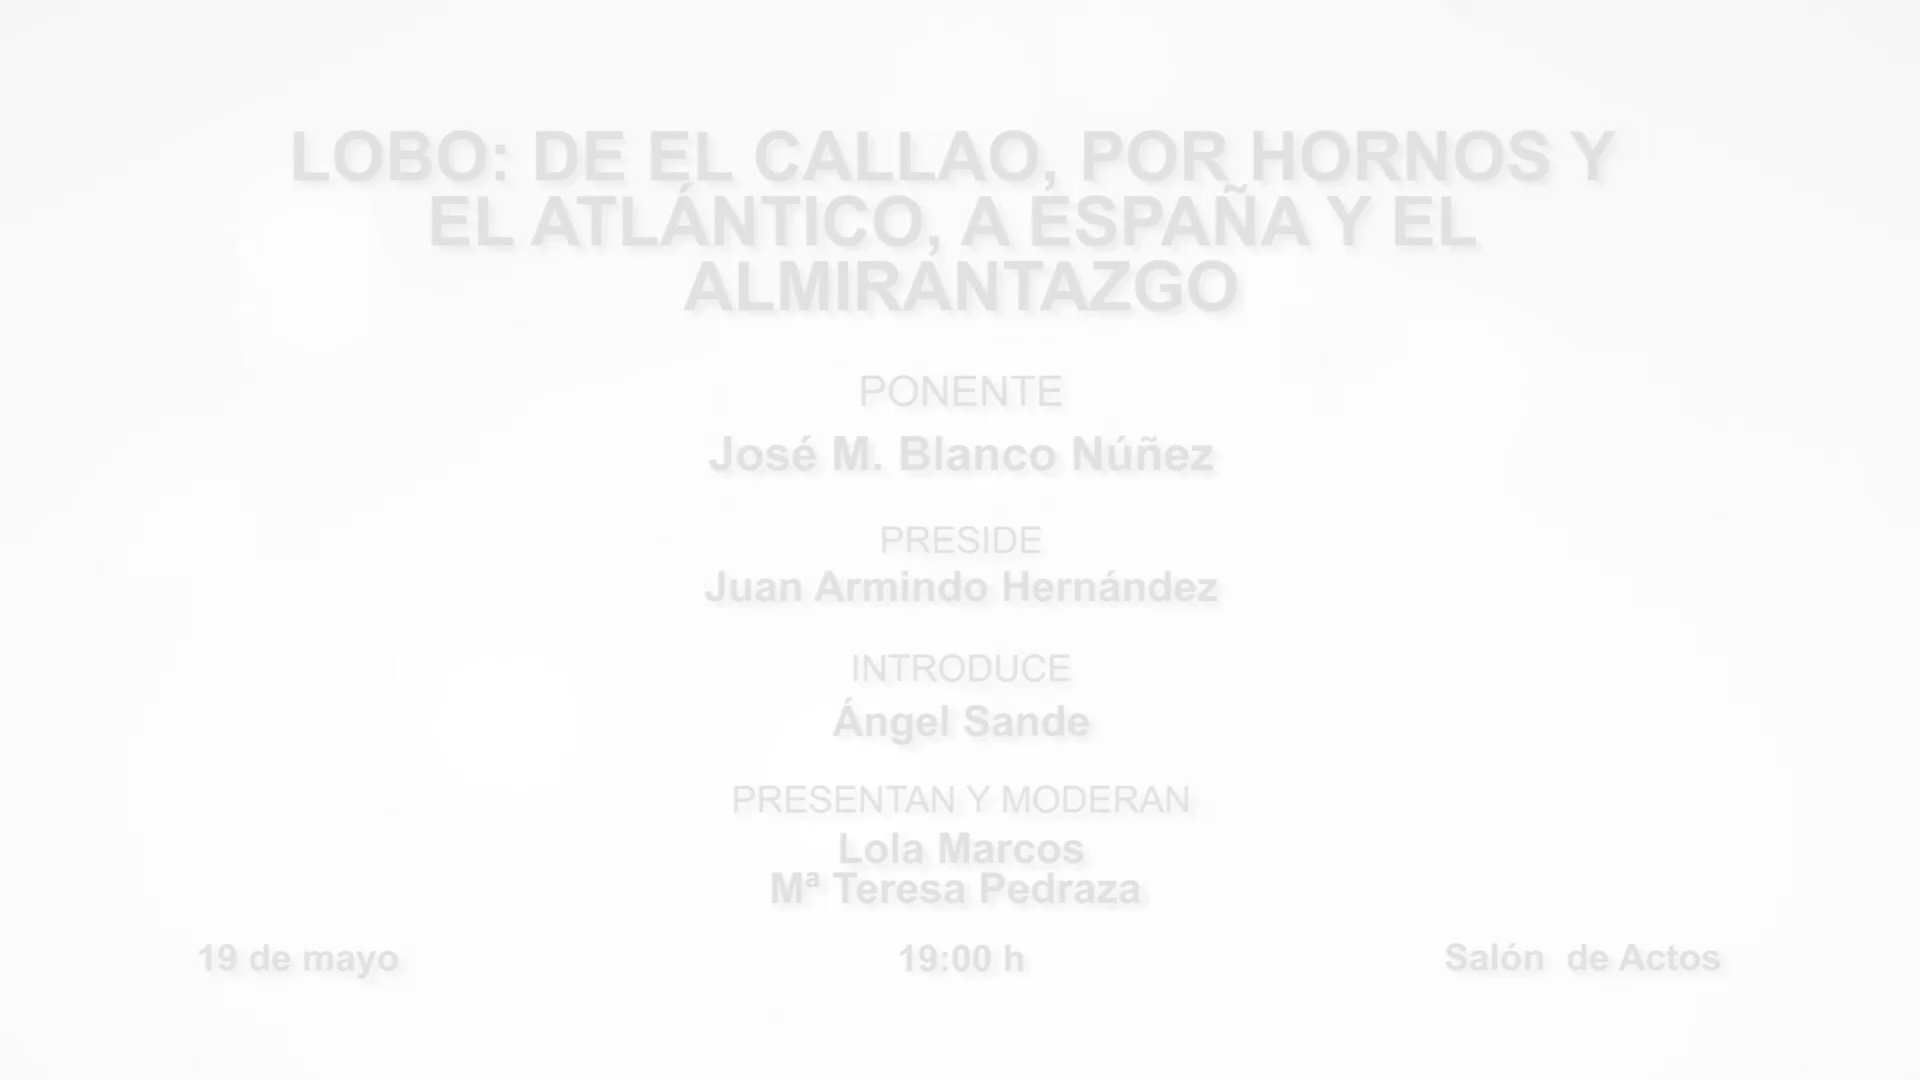 LOBO: DE EL CALLAO, POR HORNOS Y
EL ATLÁNTICO, A ESPAÑA Y EL
ALMIRANTAZGO
PONENTE
José M. Blanco Núñez
PRESIDE
Juan Armindo Hernández
INTRODUCE
Ángel Sande
PRESENTAN Y MODERAN
Lola Marcos
Mª Teresa Pedraza
19 de mayo
19:00 h
Salón de Actos